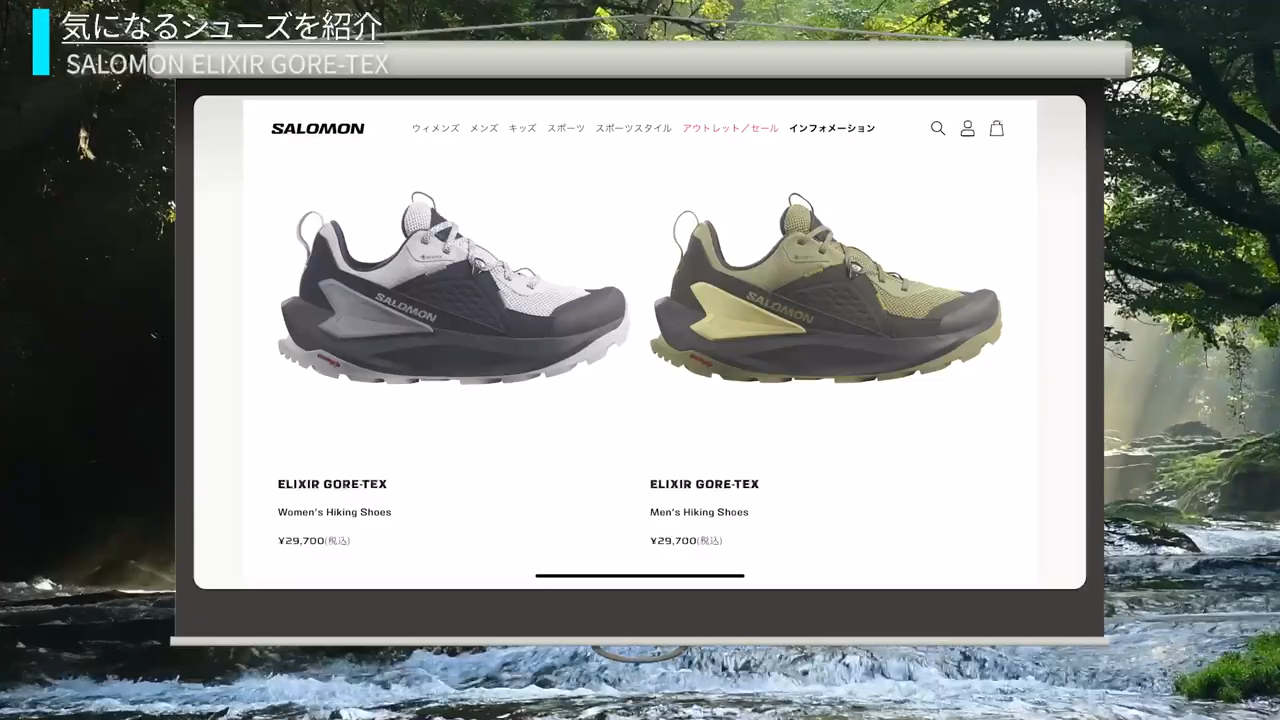 気になるシューズを紹介
SALOMON ELIXIR GORE-TEX
SALOMON ウィメンズ メンズ キッズ スポーツ スポーツスタイル アウトレット／セール インフォメーション
SALOMON
SALOMON
ELIXIR GORE-TEX
Women's Hiking Shoes
¥29,700(税込)
ELIXIR GORE-TEX
Men's Hiking Shoes
¥29,700(税込)